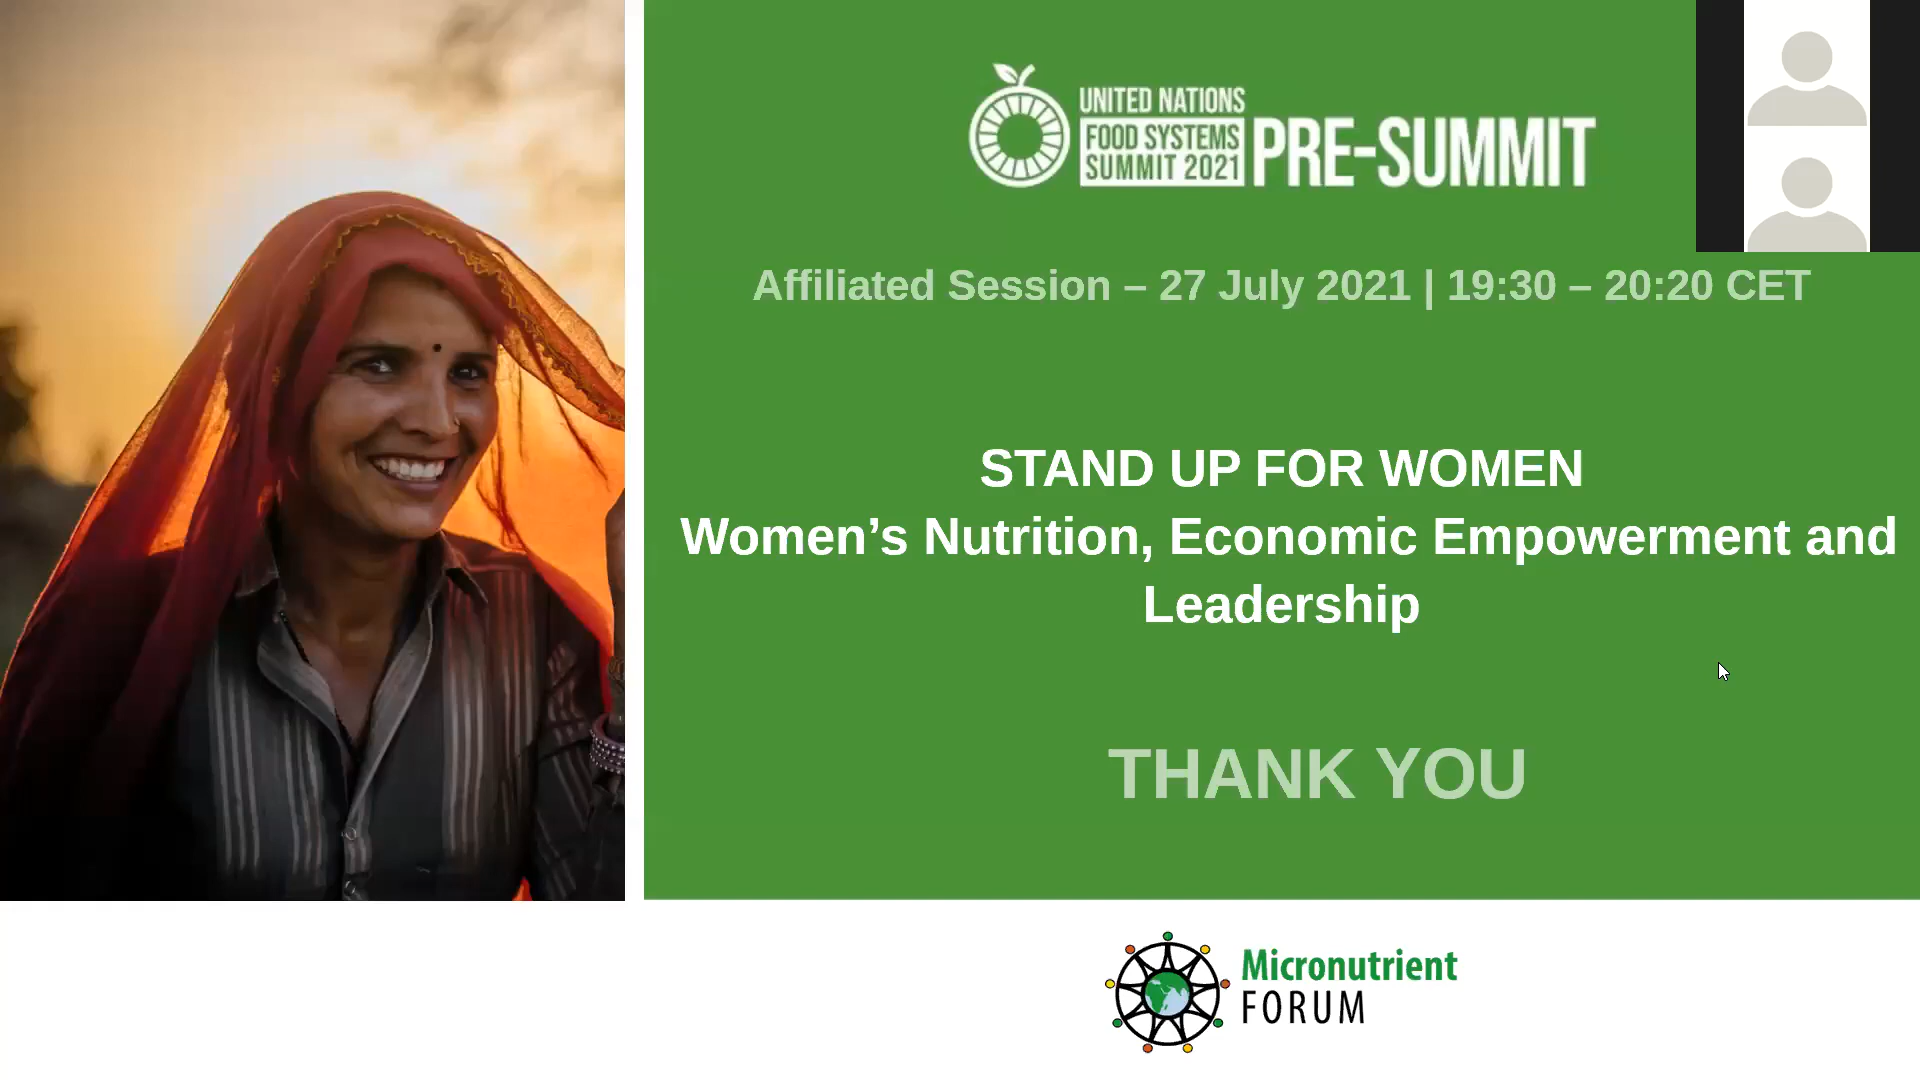 UNITED NATIONS
FOOD SYSTEMS
SUMMIT 2021
PRE-SUMMIT
Affiliated Session – 27 July 2021 | 19:30 – 20:20 CET
STAND UP FOR WOMEN
Women’s Nutrition, Economic Empowerment and
Leadership
THANK YOU
Micronutrient
FORUM